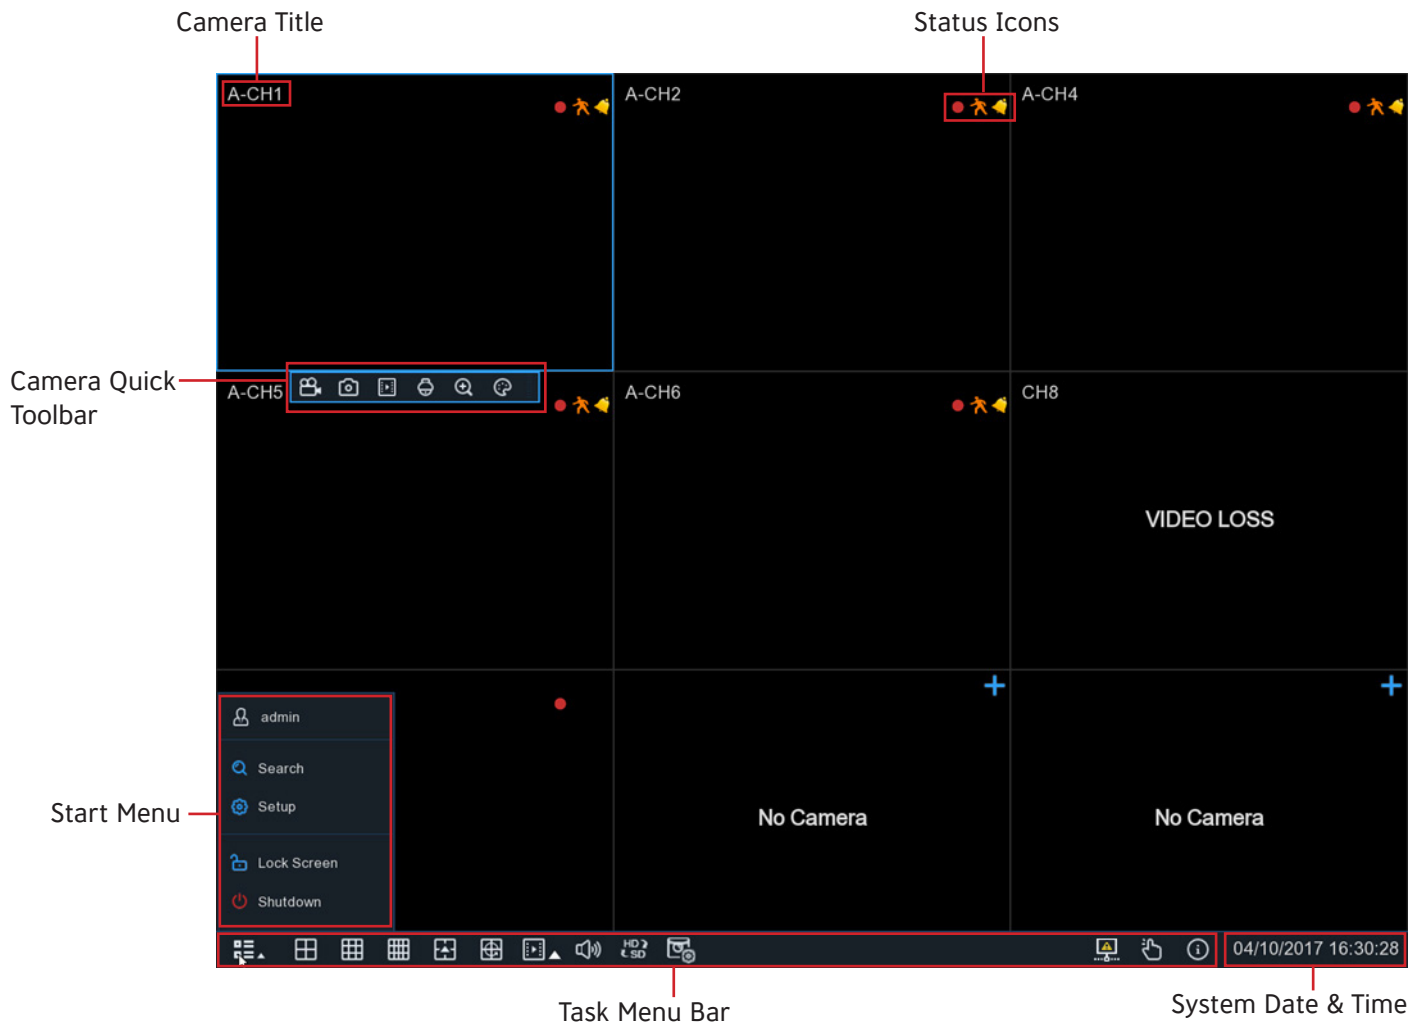 Camera Title
Status Icons
A-CH1
A-CH2
A-CH4
Camera Quick
Toolbar
A-CH5
A-CH6
CH8
VIDEO LOSS
admin
Search
Setup
Start Menu
No Camera
No Camera
Lock Screen
Shutdown
HD
SD
04/10/2017 16:30:28
Task Menu Bar
System Date & Time